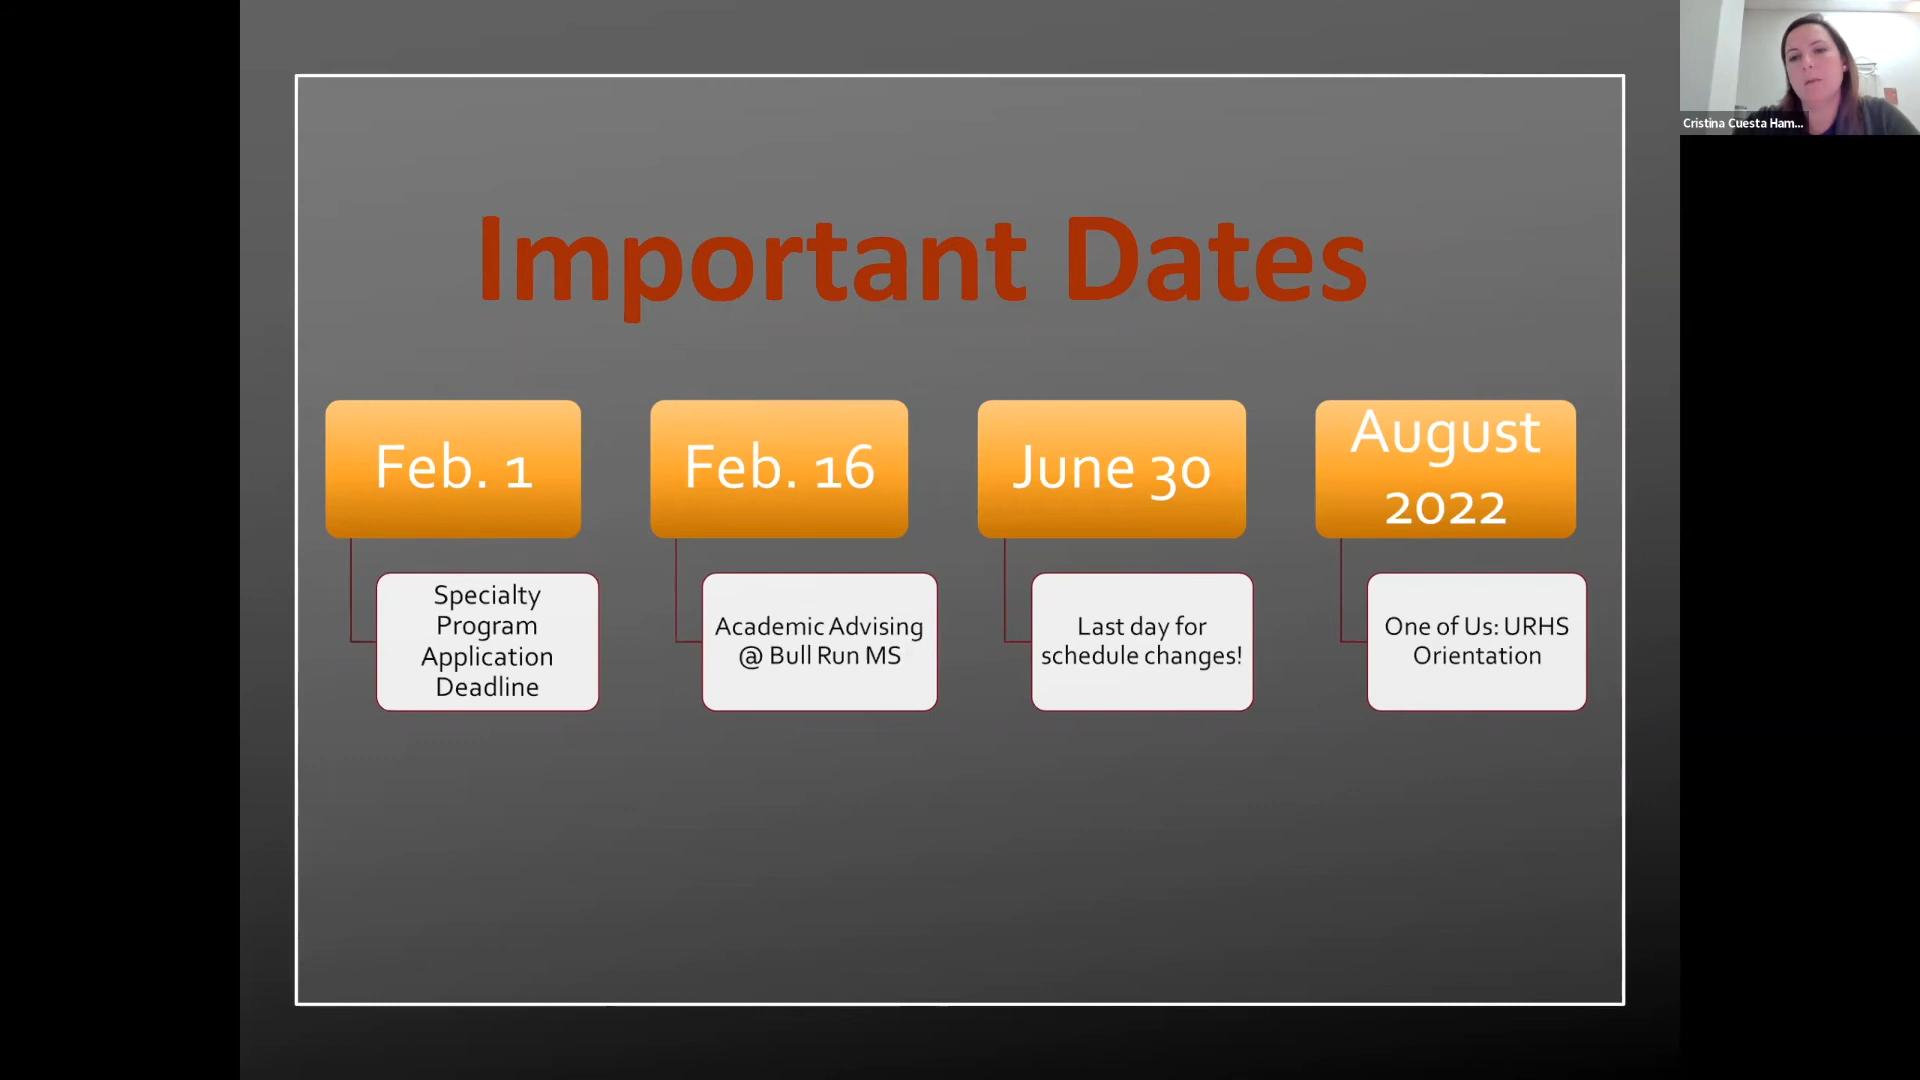 Cristina Cuesta Ham...
Important Dates
Feb. 1
Specialty
Program
Application
Deadline
Feb. 16
Academic Advising
@ Bull Run MS
June 30
Last day for
schedule changes!
August
2022
One of Us: URHS
Orientation